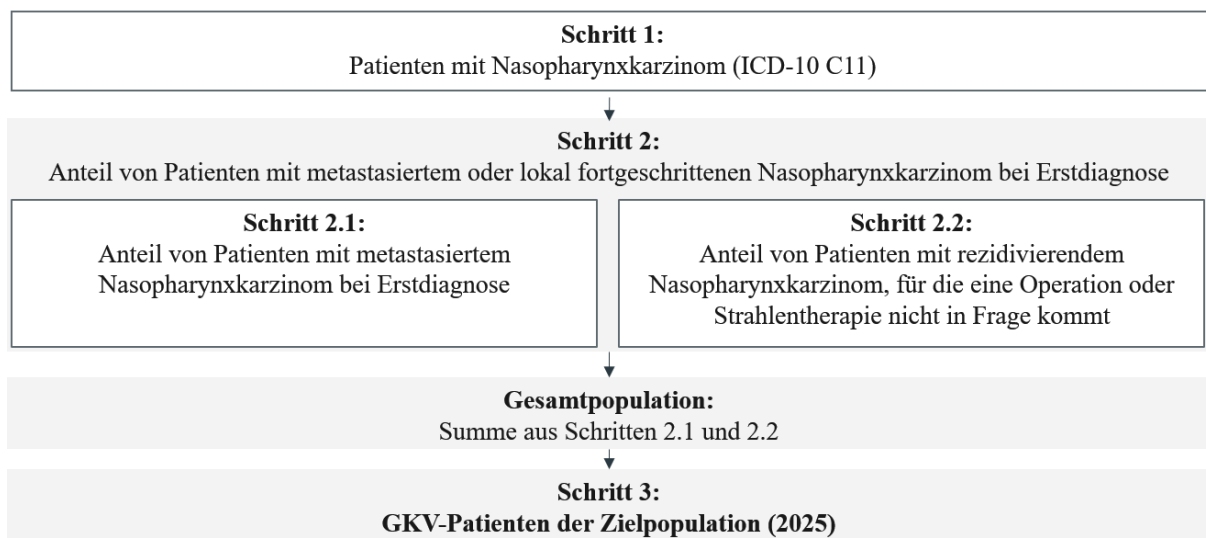 Schritt 1:
Patienten mit Nasopharynxkarzinom (ICD-10 C11)
Schritt 2:
Anteil von Patienten mit metastasiertem oder lokal fortgeschrittenen Nasopharynxkarzinom bei Erstdiagnose
Schritt 2.1:
Anteil von Patienten mit metastasiertem
Nasopharynxkarzinom bei Erstdiagnose
Schritt 2.2:
Anteil von Patienten mit rezidivierendem
Nasopharynxkarzinom, für die eine Operation oder
Strahlentherapie nicht in Frage kommt
Gesamtpopulation:
Summe aus Schritten 2.1 und 2.2
Schritt 3:
GKV-Patienten der Zielpopulation (2025)